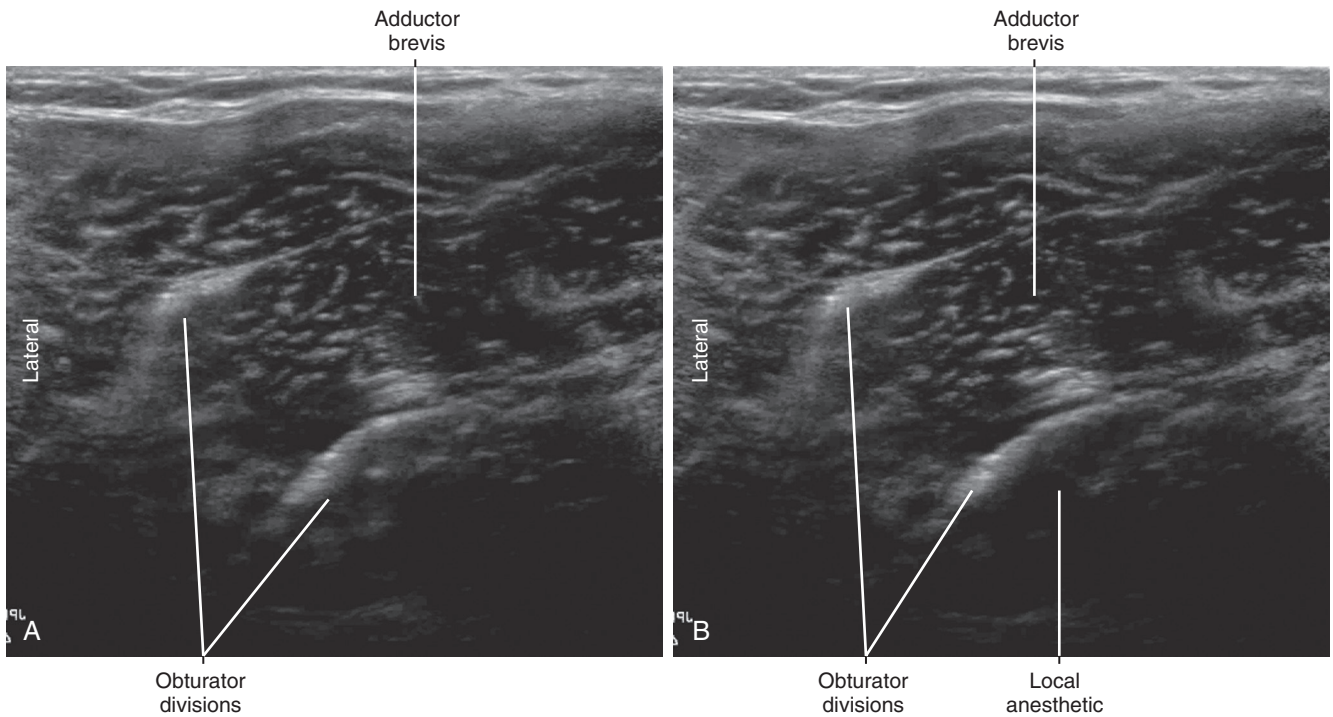 Adductor
brevis
Adductor
brevis
Lateral
Lateral
A
B
Obturator
divisions
Obturator
divisions
Local
anesthetic